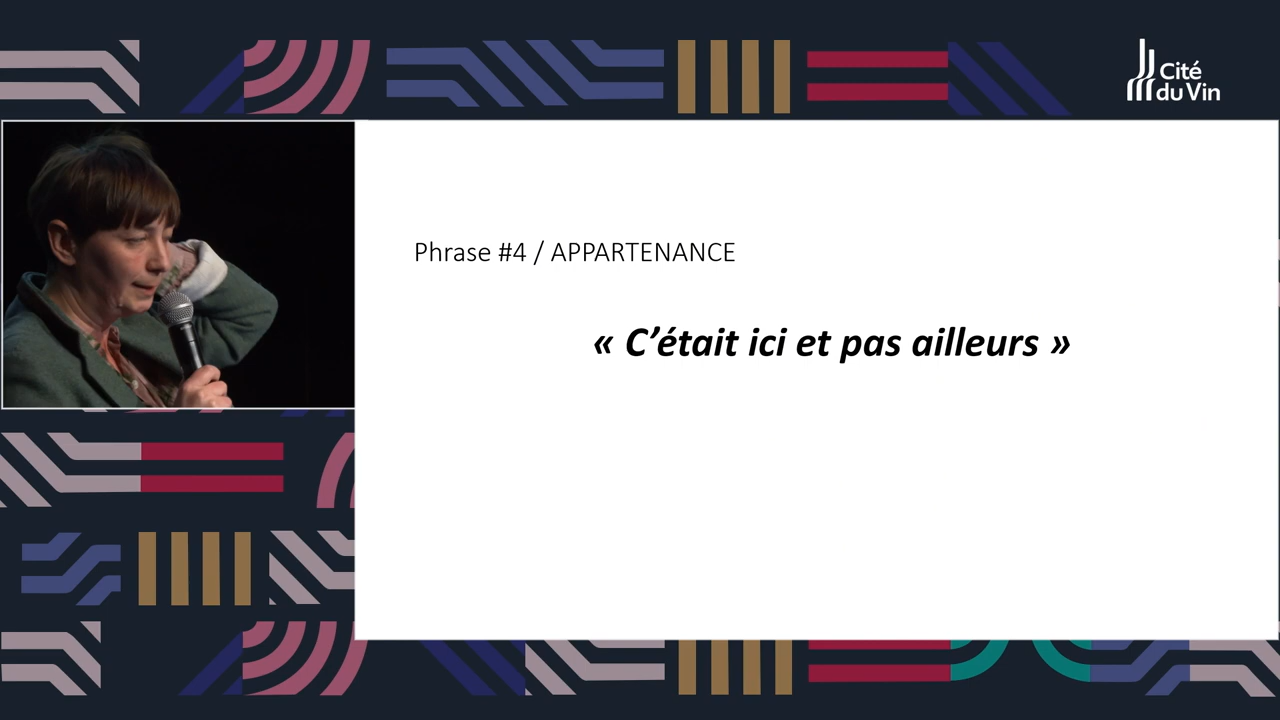 Cité
du Vin
Phrase #4 / APPARTENANCE
« C’était ici et pas ailleurs »